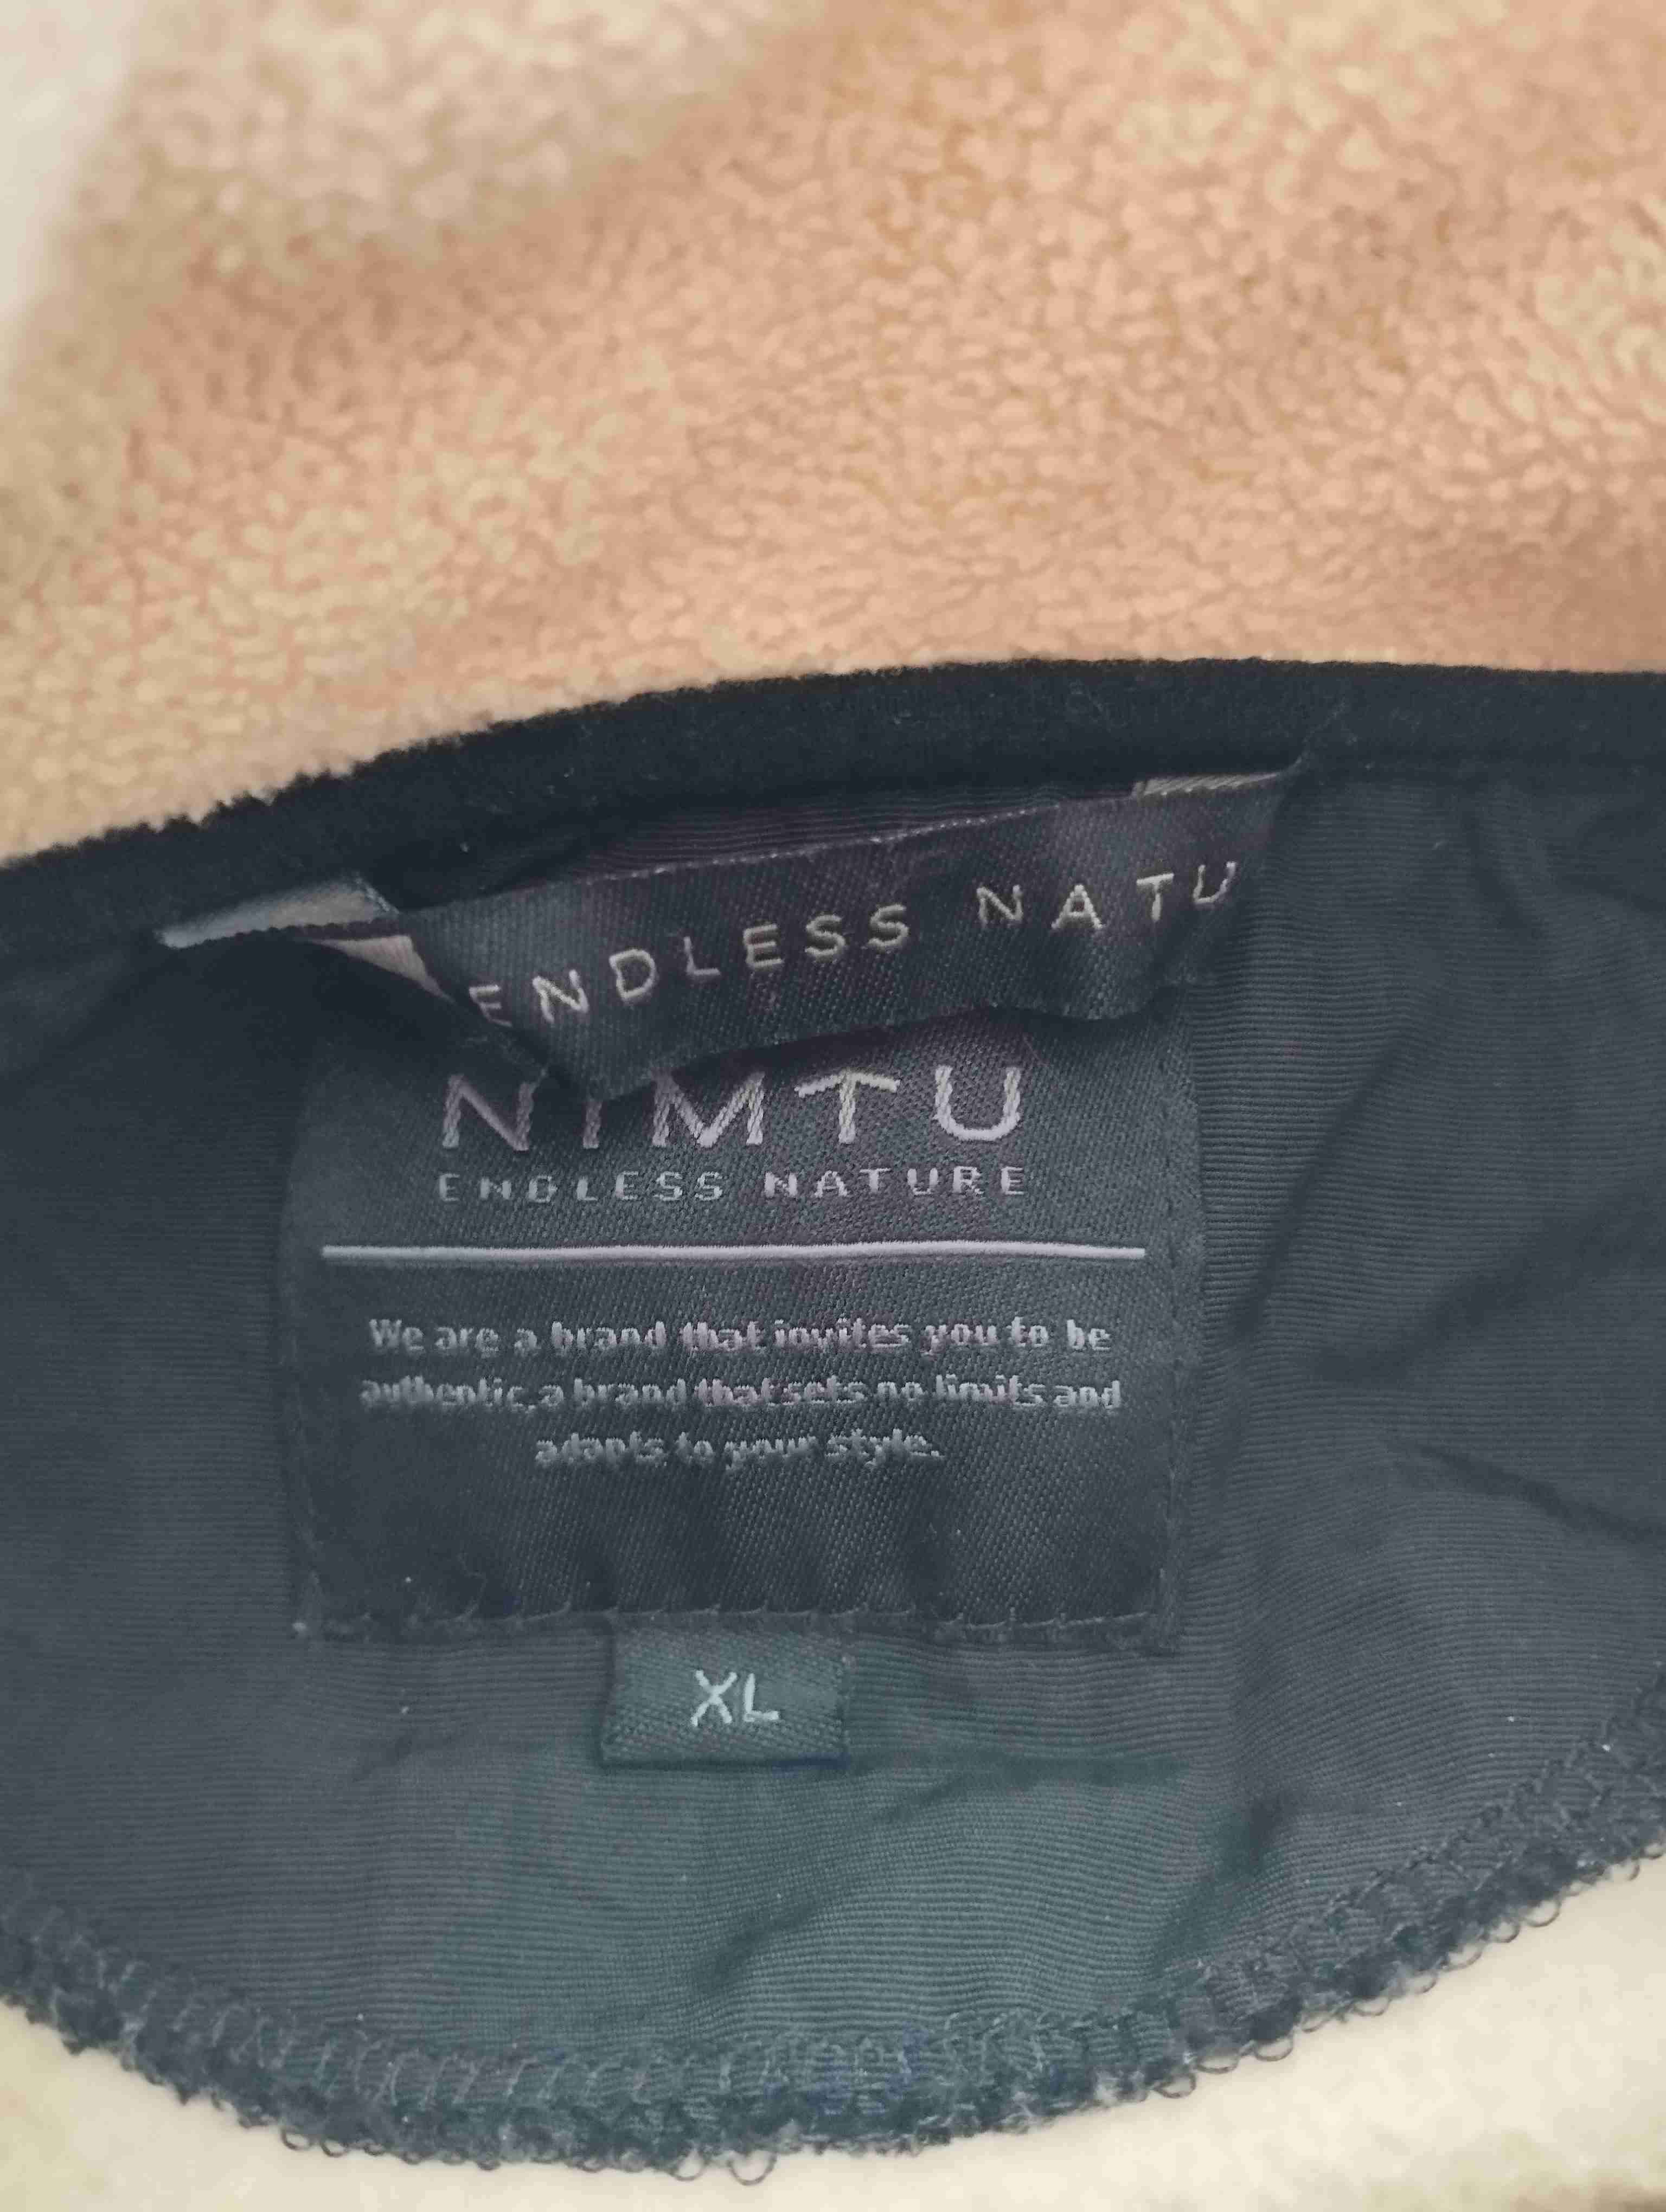 ENDLESS NATU
NIMTU
ENDLESS NATURE
We are a brand that invites you to be
authentic, a brand that sets no limits and
adapts to your style.
XL